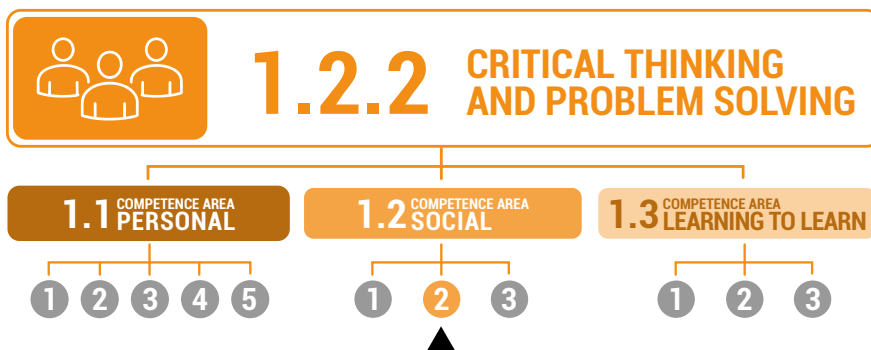 1.2.2 CRITICAL THINKING
AND PROBLEM SOLVING
1.1 COMPETENCE AREA
PERSONAL
1.2 COMPETENCE AREA
SOCIAL
1.3 COMPETENCE AREA
LEARNING TO LEARN
1 2 3 4 5
1 2 3
1 2 3